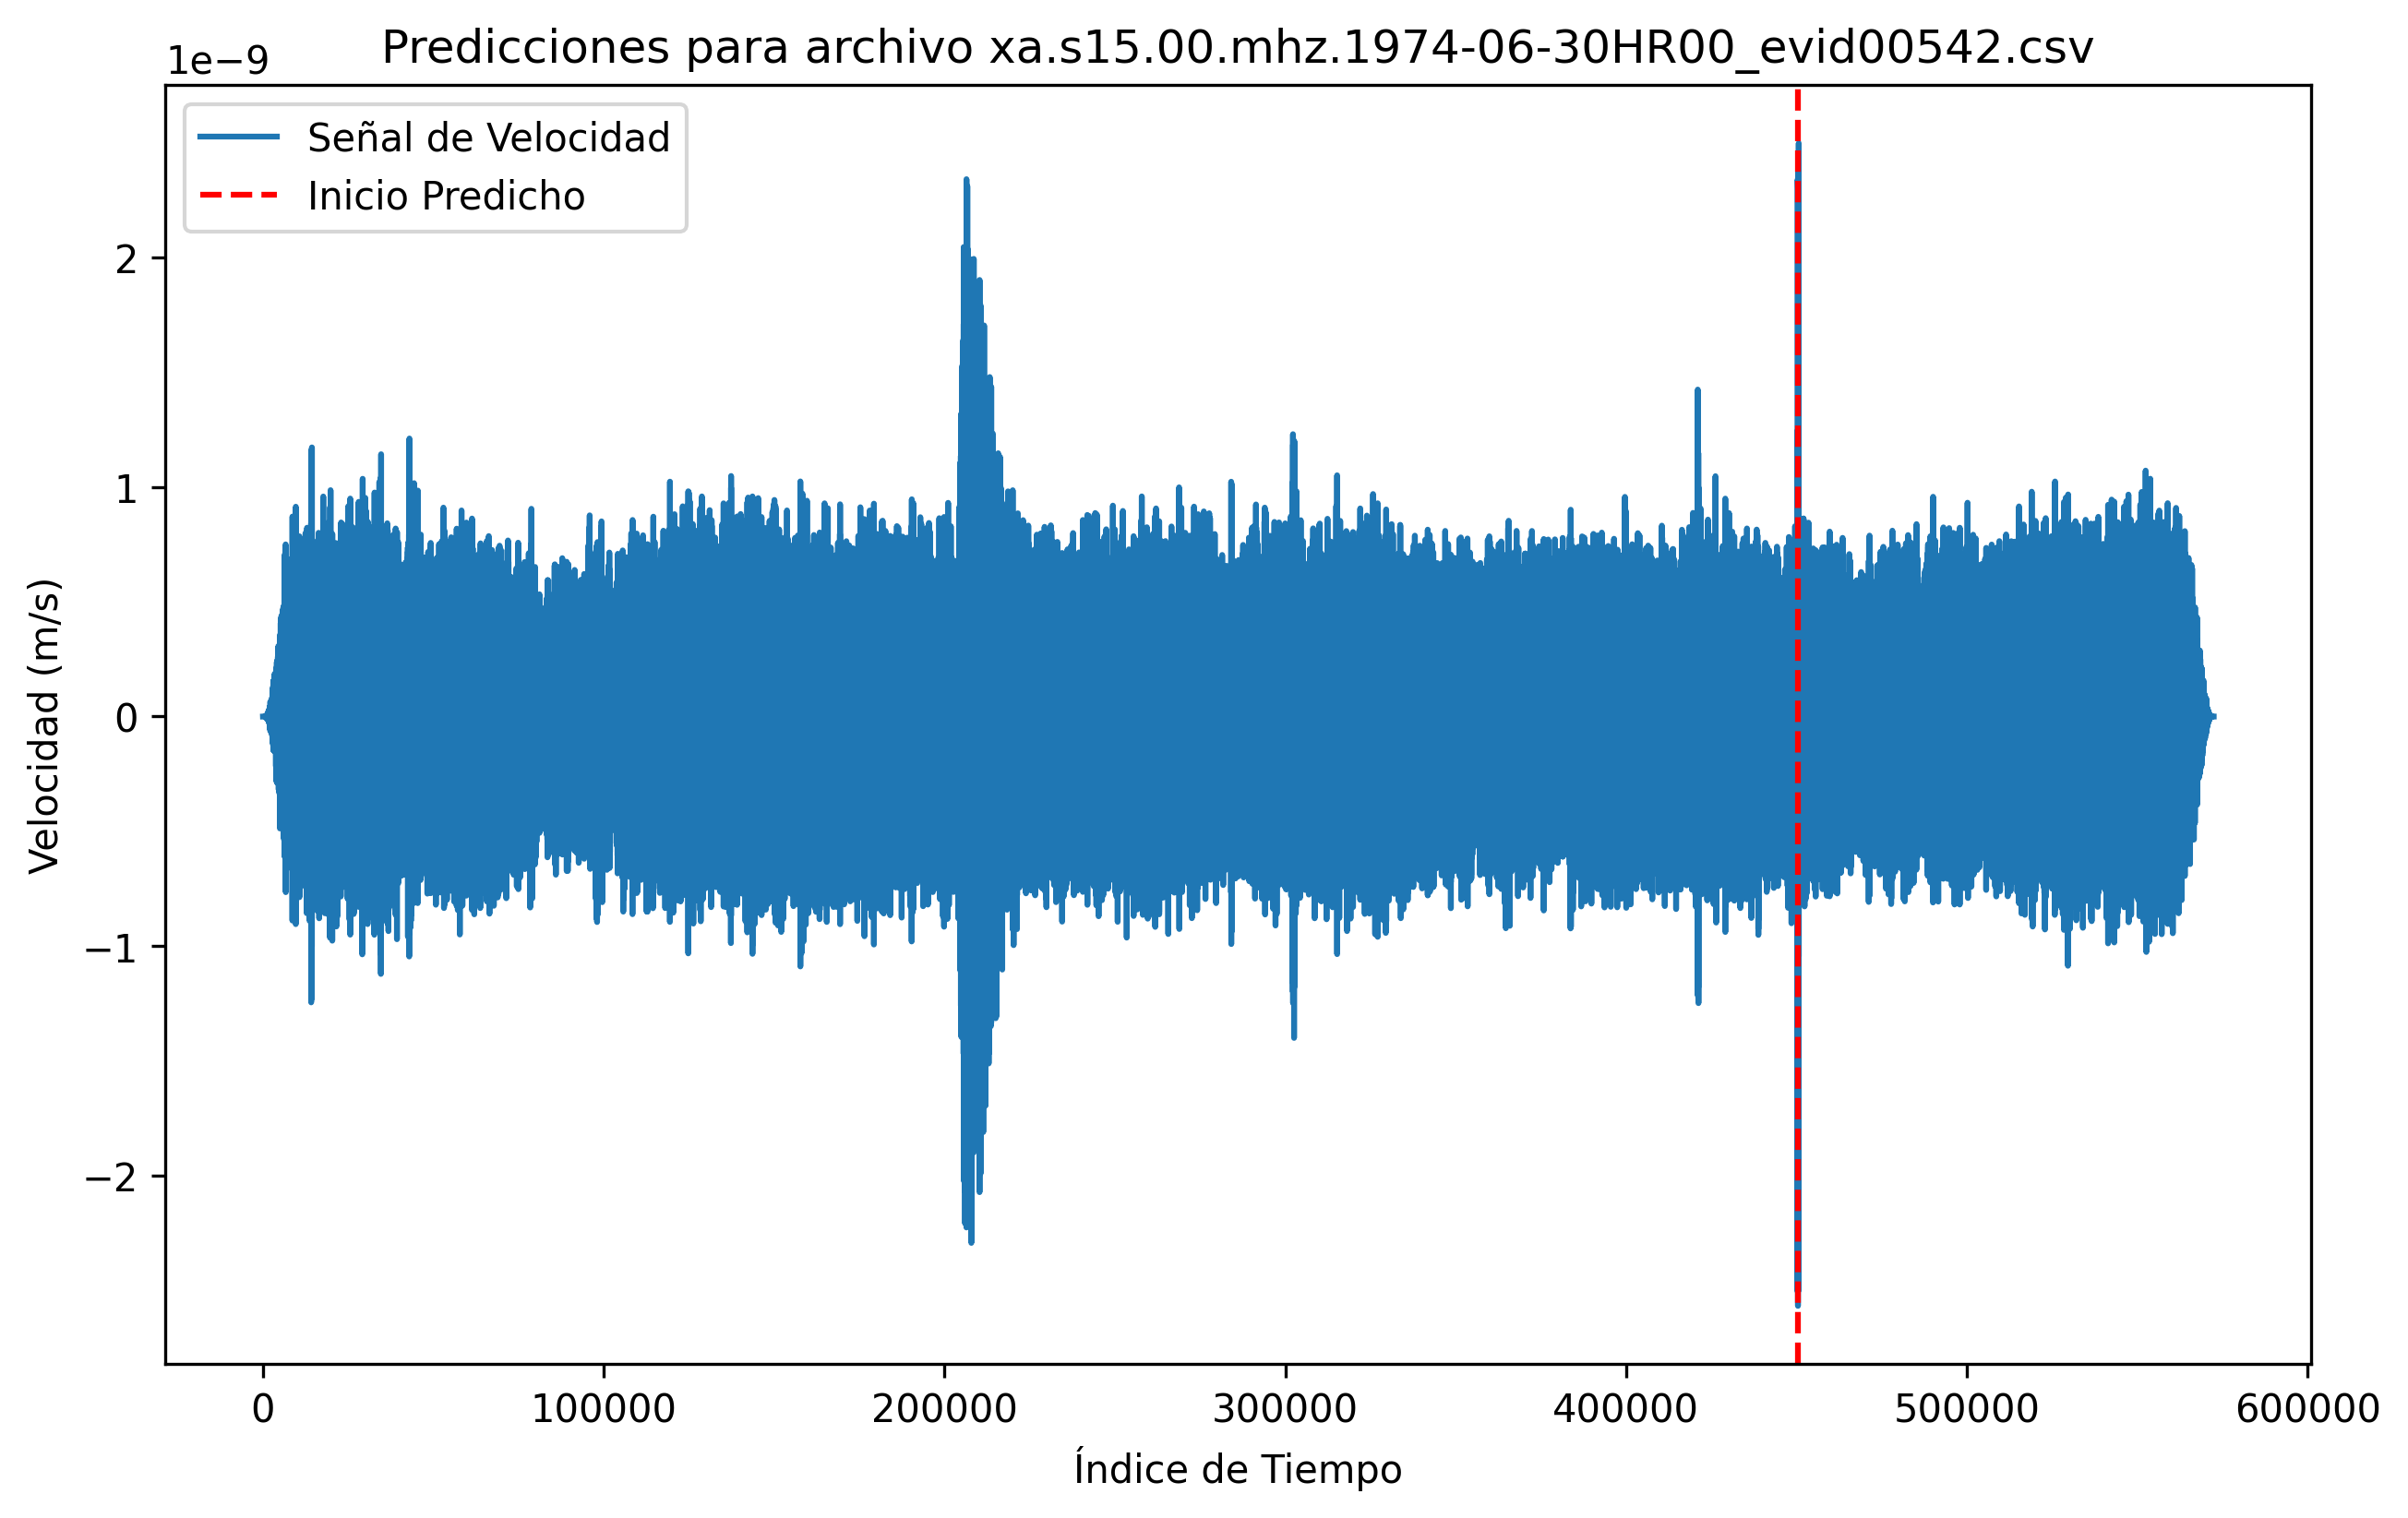 Predicciones para archivo xa.s15.00.mhz.1974-06-30HR00_evid00542.csv
1e−9
Señal de Velocidad
Inicio Predicho
2
1
0
−1
−2
Velocidad (m/s)
0 100000 200000 300000 400000 500000 600000
Índice de Tiempo